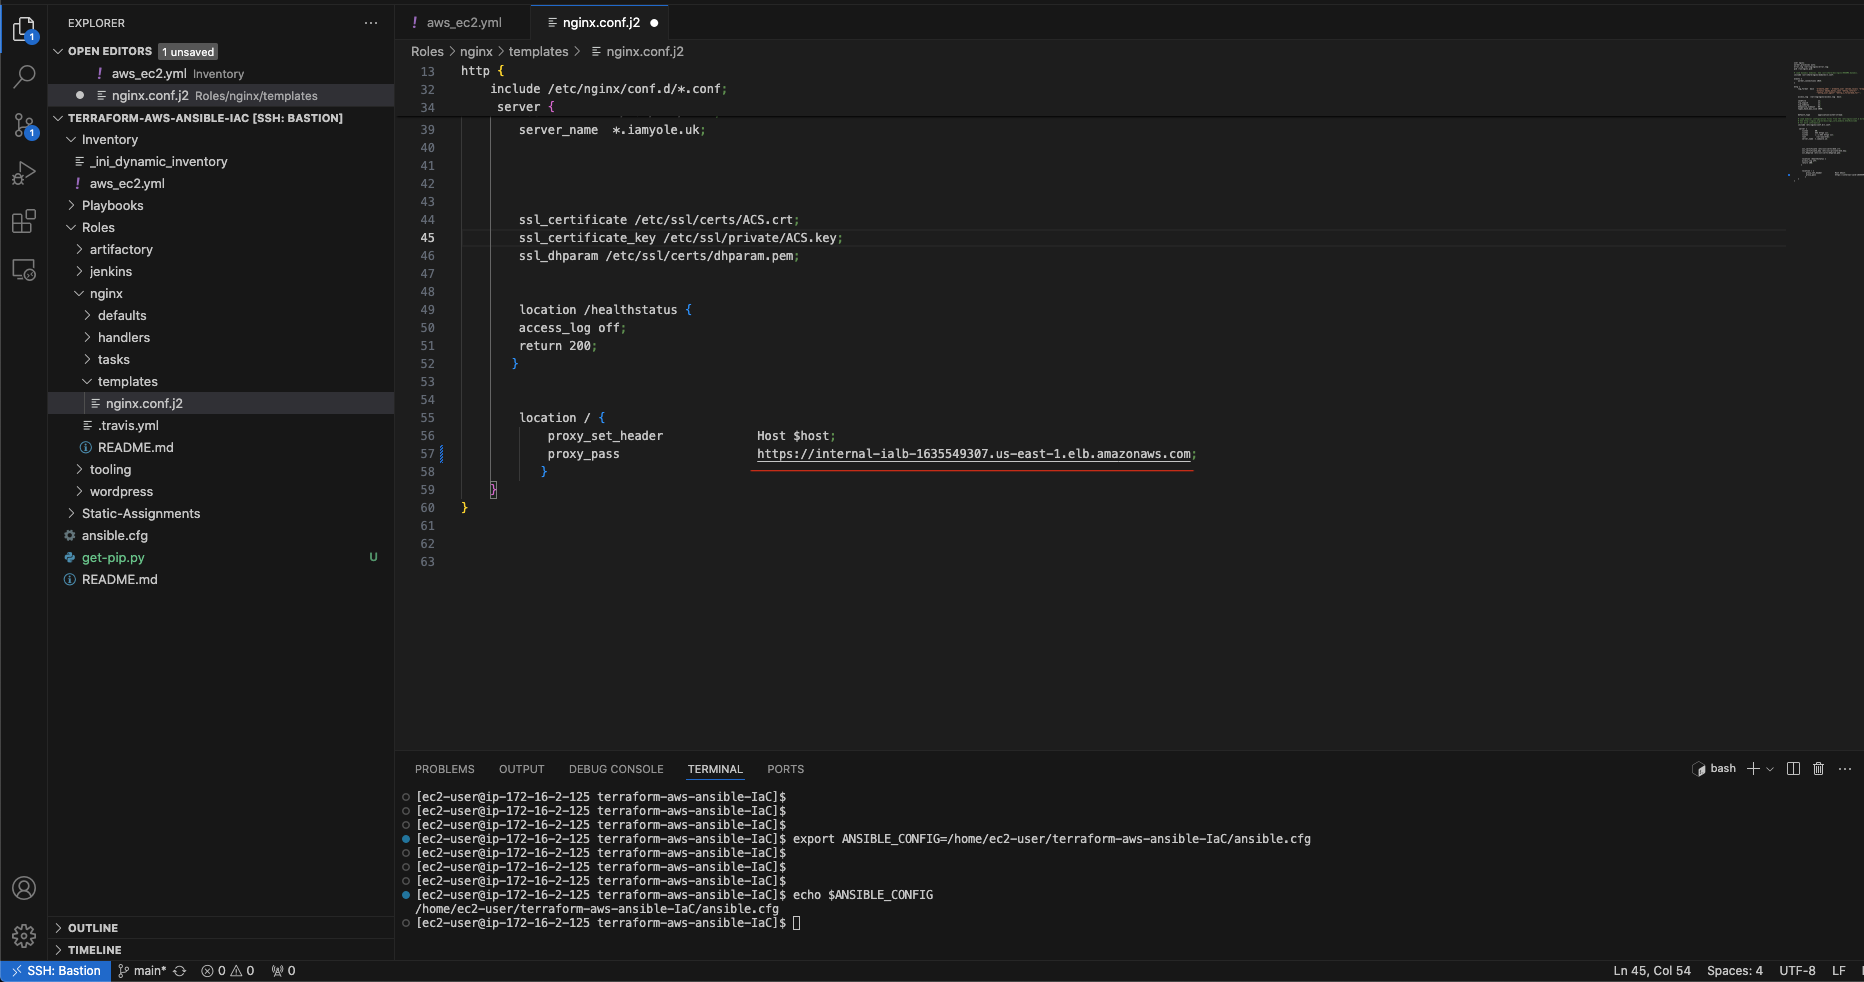 EXPLORER
OPEN EDITORS 1 unsaved
! aws_ec2.yml Inventory
nginx.conf.j2 Roles/nginx/templates
TERRAFORM-AWS-ANSIBLE-IAC [SSH: BASTION]
Inventory
_ini_dynamic_inventory
! aws_ec2.yml
Playbooks
Roles
artifactory
jenkins
nginx
defaults
handlers
tasks
templates
nginx.conf.j2
.travis.yml
README.md
tooling
wordpress
Static-Assignments
ansible.cfg
get-pip.py U
README.md
OUTLINE
TIMELINE
! aws_ec2.yml
nginx.conf.j2
Roles > nginx > templates > nginx.conf.j2
13 http {
32 include /etc/nginx/conf.d/*.conf;
34 server {
39 server_name *.iamyole.uk;
40
41
42
43
44 ssl_certificate /etc/ssl/certs/ACS.crt;
45 ssl_certificate_key /etc/ssl/private/ACS.key;
46 ssl_dhparam /etc/ssl/certs/dhparam.pem;
47
48
49 location /healthstatus {
50 access_log off;
51 return 200;
52 }
53
54
55 location / {
56 proxy_set_header Host $host;
57 proxy_pass https://internal-ialb-1635549307.us-east-1.elb.amazonaws.com;
58 }
59 }
60 }
61
62
63
PROBLEMS OUTPUT DEBUG CONSOLE TERMINAL PORTS
bash
[ec2-user@ip-172-16-2-125 terraform-aws-ansible-IaC]$
[ec2-user@ip-172-16-2-125 terraform-aws-ansible-IaC]$
[ec2-user@ip-172-16-2-125 terraform-aws-ansible-IaC]$
[ec2-user@ip-172-16-2-125 terraform-aws-ansible-IaC]$ export ANSIBLE_CONFIG=/home/ec2-user/terraform-aws-ansible-IaC/ansible.cfg
[ec2-user@ip-172-16-2-125 terraform-aws-ansible-IaC]$
[ec2-user@ip-172-16-2-125 terraform-aws-ansible-IaC]$
[ec2-user@ip-172-16-2-125 terraform-aws-ansible-IaC]$
[ec2-user@ip-172-16-2-125 terraform-aws-ansible-IaC]$ echo $ANSIBLE_CONFIG
/home/ec2-user/terraform-aws-ansible-IaC/ansible.cfg
[ec2-user@ip-172-16-2-125 terraform-aws-ansible-IaC]$
SSH: Bastion main* 0 0 0 Ln 45, Col 54 Spaces: 4 UTF-8 LF